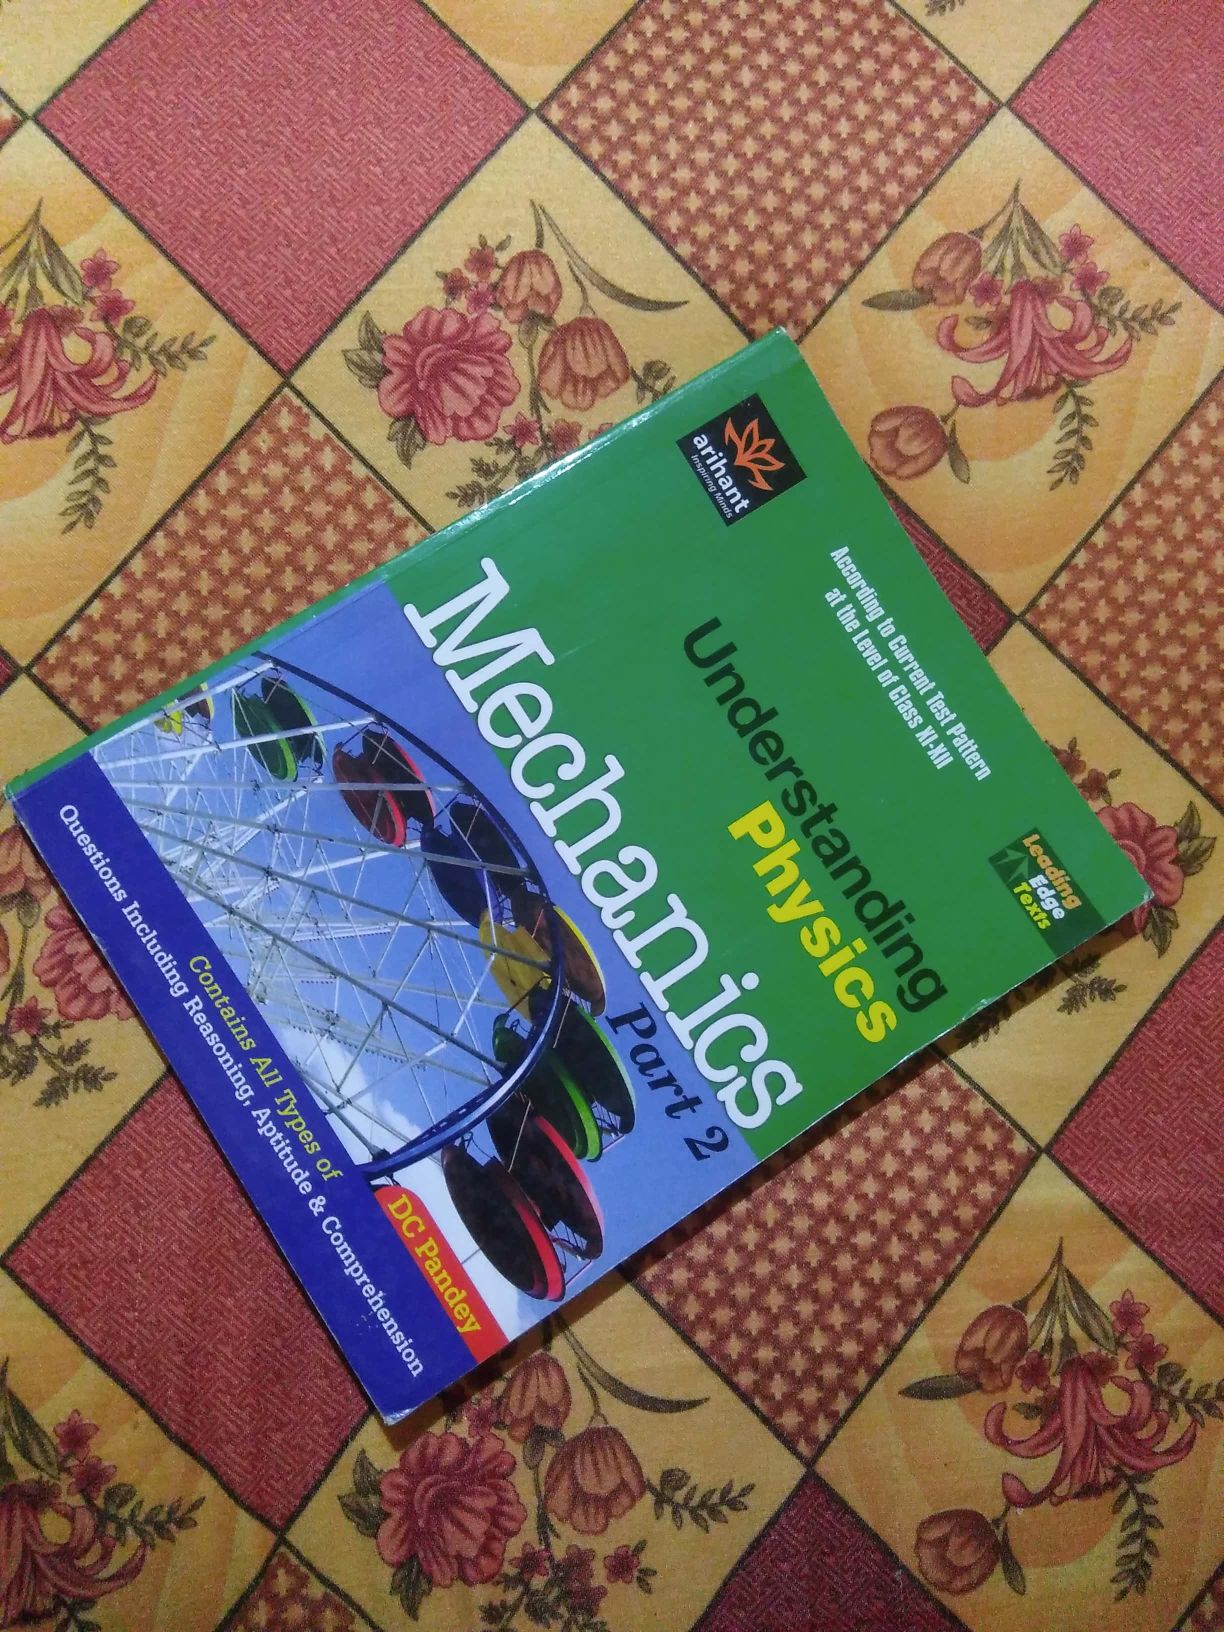 arihant
Inspiring Minds
According to Current Test Pattern
at the Level of Class XI-XII
Leading
Edge
Texts
Understanding
Physics
Mechanics
Part 2
DC Pandey
Contains All Types of
Questions Including Reasoning, Aptitude & Comprehension